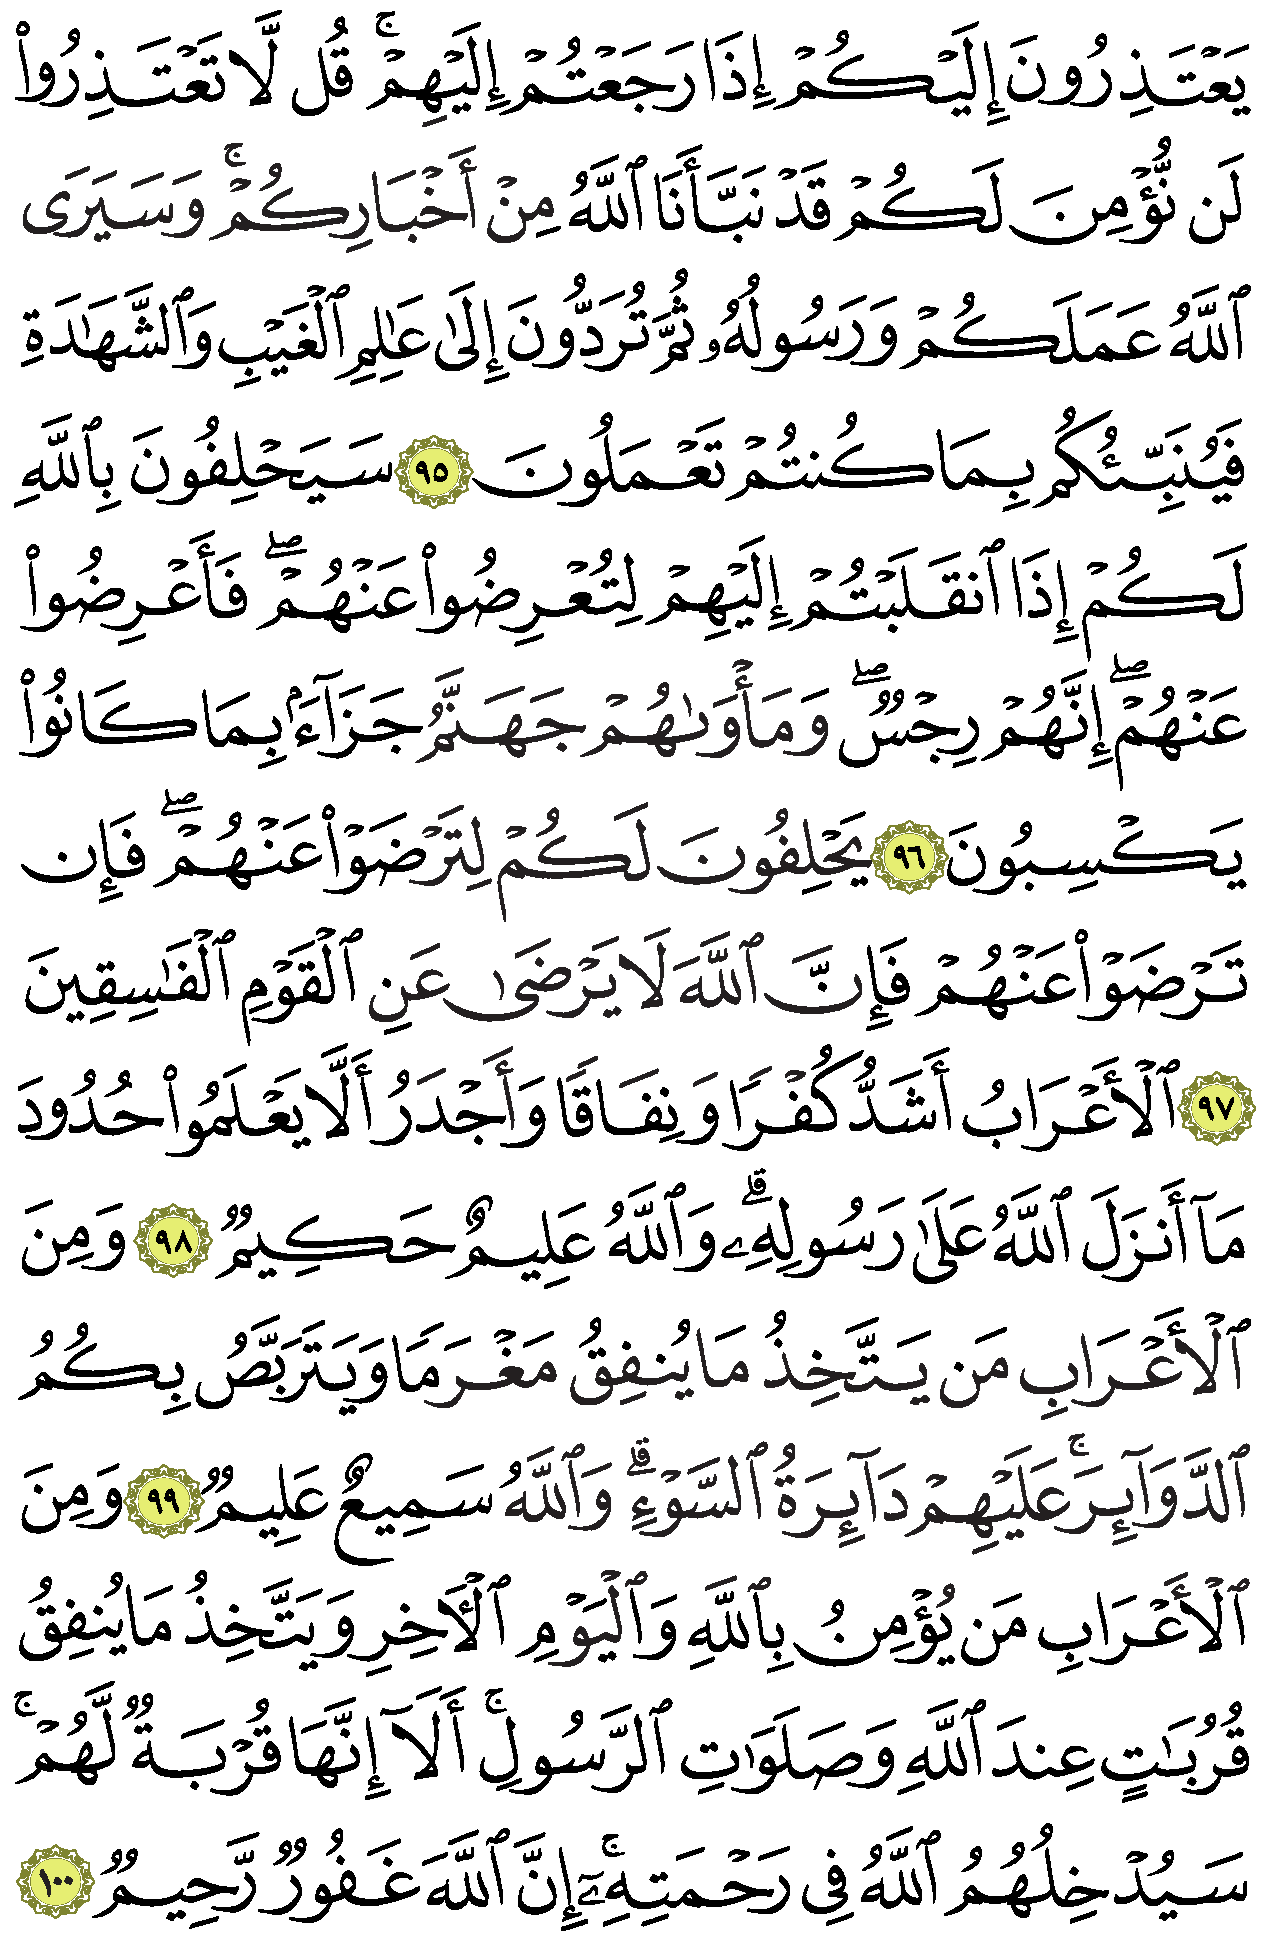 يَعْتَذِرُونَ إِلَيْكُمْ إِذَا رَجَعْتُمْ إِلَيْهِمْ ۚ قُل لَّا تَعْتَذِرُوا۟
لَن نُّؤْمِنَ لَكُمْ قَدْ نَبَّأَنَا ٱللَّهُ مِنْ أَخْبَارِكُمْ ۚ وَسَيَرَى
ٱللَّهُ عَمَلَكُمْ وَرَسُولُهُۥ ثُمَّ تُرَدُّونَ إِلَىٰ عَـٰلِمِ ٱلْغَيْبِ وَٱلشَّهَـٰدَةِ
فَيُنَبِّئُكُم بِمَا كُنتُمْ تَعْمَلُونَ ٩٥ سَيَحْلِفُونَ بِٱللَّهِ
لَكُمْ إِذَا ٱنقَلَبْتُمْ إِلَيْهِمْ لِتُعْرِضُوا۟ عَنْهُمْ ۖ فَأَعْرِضُوا۟
عَنْهُمْ ۖ إِنَّهُمْ رِجْسٌ ۖ وَمَأْوَىٰهُمْ جَهَنَّمُ جَزَآءًۢ بِمَا كَانُوا۟
يَكْسِبُونَ ٩٦ يَحْلِفُونَ لَكُمْ لِتَرْضَوْا۟ عَنْهُمْ ۖ فَإِن
تَرْضَوْا۟ عَنْهُمْ فَإِنَّ ٱللَّهَ لَا يَرْضَىٰ عَنِ ٱلْقَوْمِ ٱلْفَـٰسِقِينَ
٩٧ ٱلْأَعْرَابُ أَشَدُّ كُفْرًا وَنِفَاقًا وَأَجْدَرُ أَلَّا يَعْلَمُوا۟ حُدُودَ
مَآ أَنزَلَ ٱللَّهُ عَلَىٰ رَسُولِهِۦ ۗ وَٱللَّهُ عَلِيمٌ حَكِيمٌ ٩٨ وَمِنَ
ٱلْأَعْرَابِ مَن يَتَّخِذُ مَا يُنفِقُ مَغْرَمًا وَيَتَرَبَّصُ بِكُمُ
ٱلدَّوَآئِرَ ۚ عَلَيْهِمْ دَآئِرَةُ ٱلسَّوْءِ ۗ وَٱللَّهُ سَمِيعٌ عَلِيمٌ ٩٩ وَمِنَ
ٱلْأَعْرَابِ مَن يُؤْمِنُ بِٱللَّهِ وَٱلْيَوْمِ ٱلْـَٔاخِرِ وَيَتَّخِذُ مَا يُنفِقُ
قُرُبَـٰتٍ عِندَ ٱللَّهِ وَصَلَوَٰتِ ٱلرَّسُولِ ۚ أَلَآ إِنَّهَا قُرْبَةٌ لَّهُمْ ۚ
سَيُدْخِلُهُمُ ٱللَّهُ فِى رَحْمَتِهِۦٓ ۚ إِنَّ ٱللَّهَ غَفُورٌ رَّحِيمٌ ١٠٠